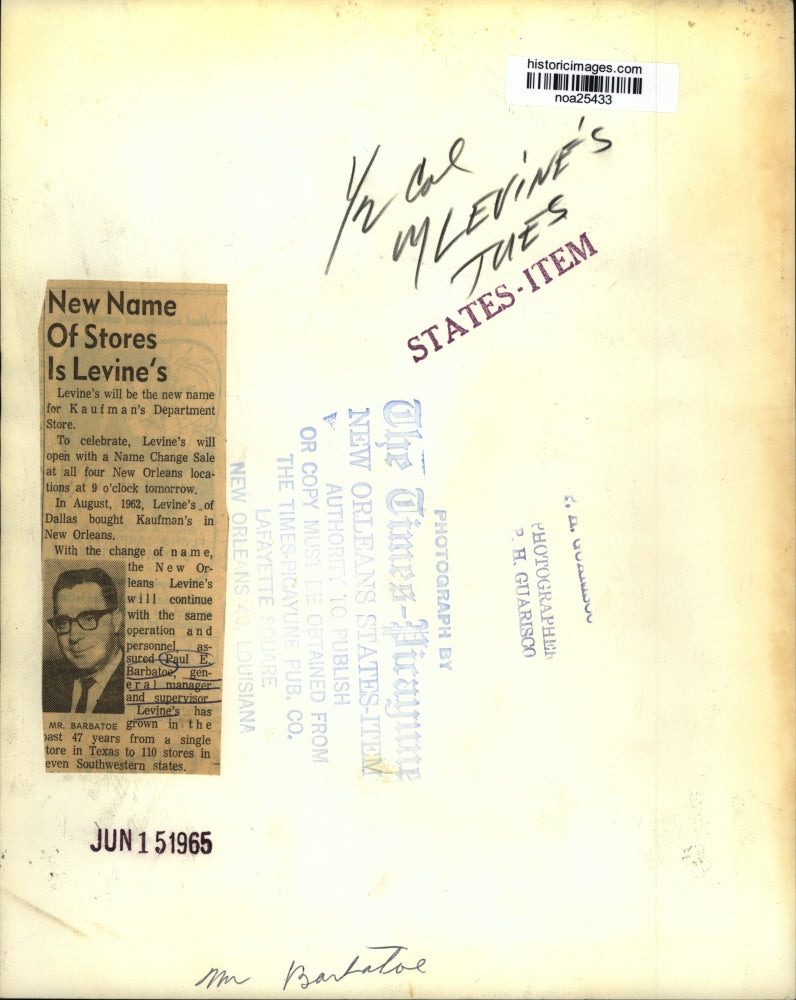 historicimages.com
noa25433
1/2 Col
M LEVINE'S
TUES
STATES-ITEM
New Name
Of Stores
Is Levine's
Levine's will be the new name
for Kaufman's Department
Store.
To celebrate, Levine's will
open with a Name Change Sale
at all four New Orleans loca-
tions at 9 o'clock tomorrow.
In August, 1962, Levine's of
Dallas bought Kaufman's in
New Orleans.
With the change of name,
the New Or-
leans Levine's
will continue
with the same
operation and
personnel, as-
sured Paul E.
Barbatoe, gen-
eral manager
and supervisor.
Levine's has
grown in the
MR. BARBATOE
past 47 years from a single
tore in Texas to 110 stores in
even Southwestern states.
PHOTOGRAPH BY
The Times-Picayune
NEW ORLEANS STATES-ITEM
AUTHORITY TO PUBLISH
OR COPY MUST BE OBTAINED FROM
THE TIMES-PICAYUNE PUB. CO.
LAFAYETTE SQUARE
NEW ORLEANS 40 LOUISIANA
PHOTOGRAPHER
P. H. GUARISCO
JUN 15 1965
Mr Barbatoe